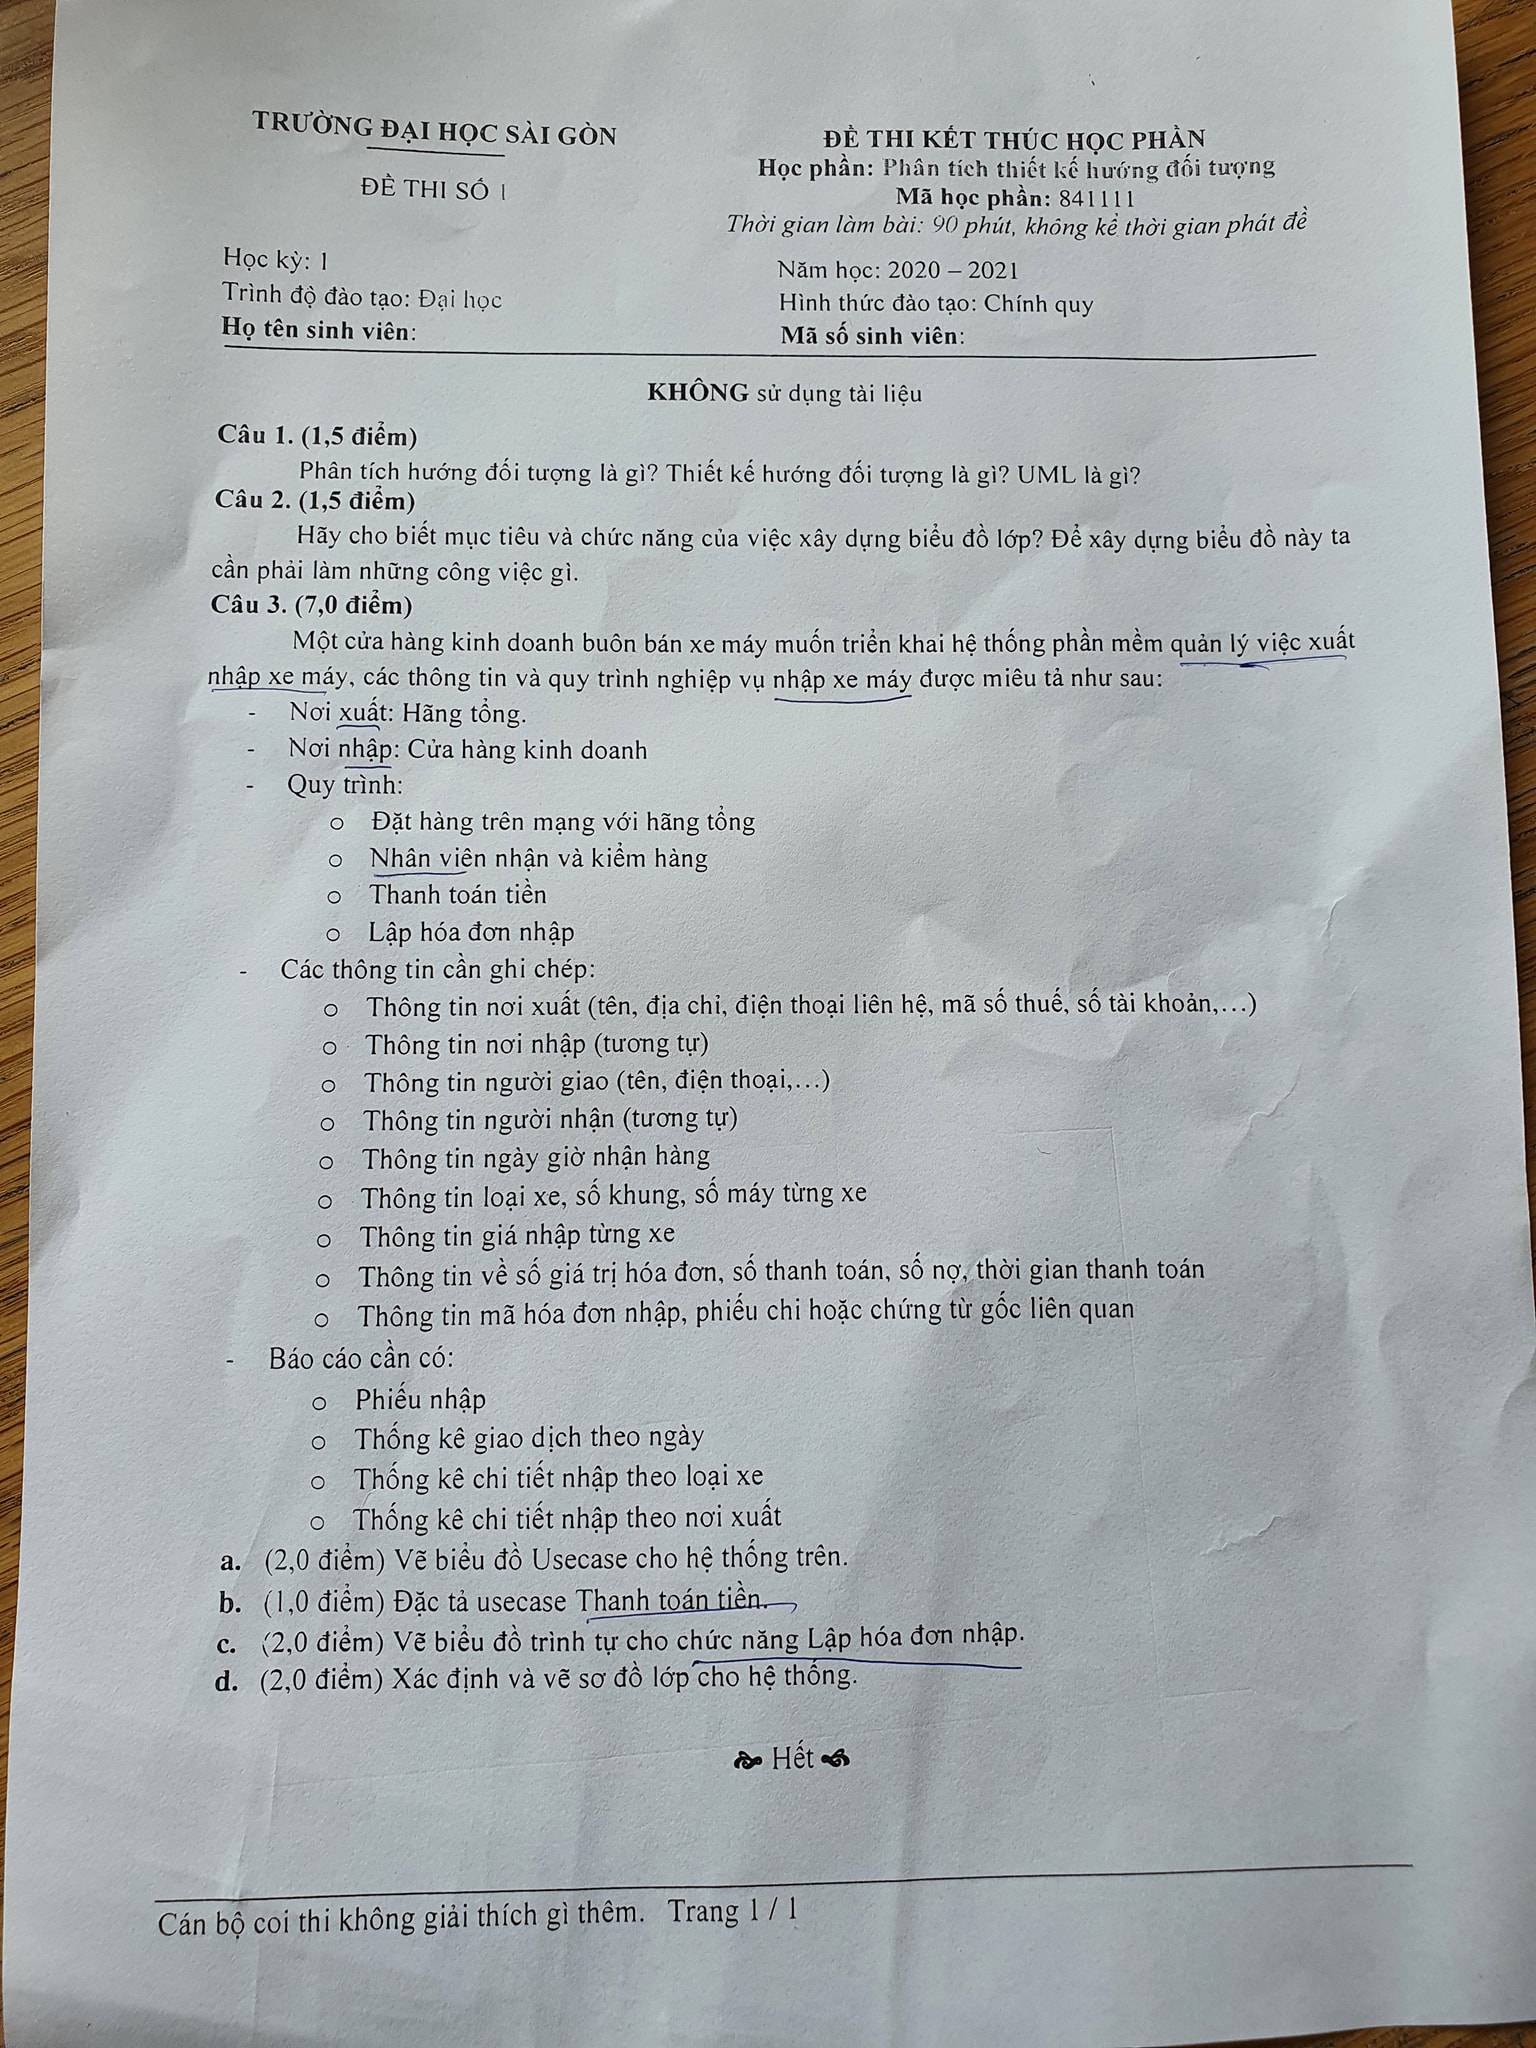 TRƯỜNG ĐẠI HỌC SÀI GÒN
ĐỀ THI SỐ 1
ĐỀ THI KẾT THÚC HỌC PHẦN
Học phần: Phân tích thiết kế hướng đối tượng
Mã học phần: 841111
Thời gian làm bài: 90 phút, không kể thời gian phát đề
Học kỳ: 1
Năm học: 2020 – 2021
Trình độ đào tạo: Đại học
Hình thức đào tạo: Chính quy
Họ tên sinh viên:
Mã số sinh viên:
KHÔNG sử dụng tài liệu
Câu 1. (1,5 điểm)
Phân tích hướng đối tượng là gì? Thiết kế hướng đối tượng là gì? UML là gì?
Câu 2. (1,5 điểm)
Hãy cho biết mục tiêu và chức năng của việc xây dựng biểu đồ lớp? Để xây dựng biểu đồ này ta
cần phải làm những công việc gì.
Câu 3. (7,0 điểm)
Một cửa hàng kinh doanh buôn bán xe máy muốn triển khai hệ thống phần mềm quản lý việc xuất
nhập xe máy, các thông tin và quy trình nghiệp vụ nhập xe máy được miêu tả như sau:
- Nơi xuất: Hãng tổng.
- Nơi nhập: Cửa hàng kinh doanh
- Quy trình:
o Đặt hàng trên mạng với hãng tổng
o Nhân viên nhận và kiểm hàng
o Thanh toán tiền
o Lập hóa đơn nhập
- Các thông tin cần ghi chép:
o Thông tin nơi xuất (tên, địa chỉ, điện thoại liên hệ, mã số thuế, số tài khoản,…)
o Thông tin nơi nhập (tương tự)
o Thông tin người giao (tên, điện thoại,…)
o Thông tin người nhận (tương tự)
o Thông tin ngày giờ nhận hàng
o Thông tin loại xe, số khung, số máy từng xe
o Thông tin giá nhập từng xe
o Thông tin về số giá trị hóa đơn, số thanh toán, số nợ, thời gian thanh toán
o Thông tin mã hóa đơn nhập, phiếu chi hoặc chứng từ gốc liên quan
- Báo cáo cần có:
o Phiếu nhập
o Thống kê giao dịch theo ngày
o Thống kê chi tiết nhập theo loại xe
o Thống kê chi tiết nhập theo nơi xuất
a. (2,0 điểm) Vẽ biểu đồ Usecase cho hệ thống trên.
b. (1,0 điểm) Đặc tả usecase Thanh toán tiền.
c. (2,0 điểm) Vẽ biểu đồ trình tự cho chức năng Lập hóa đơn nhập.
d. (2,0 điểm) Xác định và vẽ sơ đồ lớp cho hệ thống.
Hết
Cán bộ coi thi không giải thích gì thêm. Trang 1 / 1